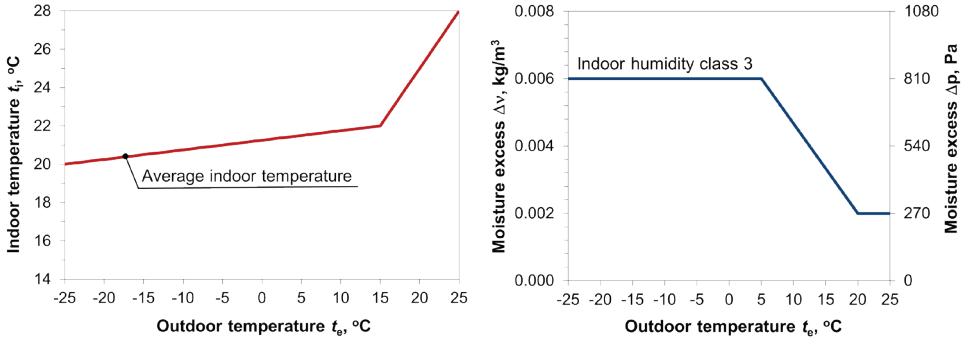 Indoor temperature tᵢ, °C
28
26
24
22
20
18
16
14
Average indoor temperature
-25 -20 -15 -10 -5 0 5 10 15 25
Outdoor temperature tₑ, °C
Moisture excess Δν, kg/m³
0.008
0.006
0.004
0.002
0.000
Indoor humidity class 3
1080
810
540
270
0
Moisture excess Δp, Pa
-25 -20 -15 -10 -5 0 5 15 20 25
Outdoor temperature tₑ, °C